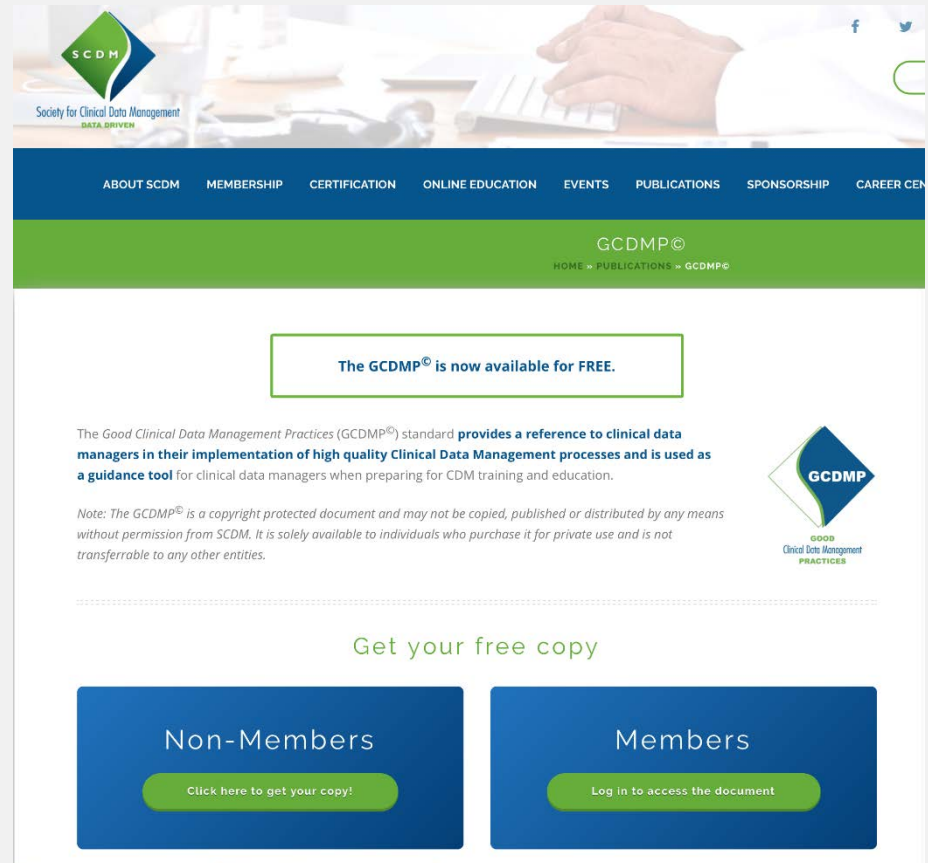 SCDM
Society for Clinical Data Management
DATA DRIVEN
ABOUT SCDM MEMBERSHIP CERTIFICATION ONLINE EDUCATION EVENTS PUBLICATIONS SPONSORSHIP CAREER CEN
GCDMP©
HOME » PUBLICATIONS » GCDMP©
The GCDMP© is now available for FREE.
The Good Clinical Data Management Practices (GCDMP©) standard provides a reference to clinical data
managers in their implementation of high quality Clinical Data Management processes and is used as
a guidance tool for clinical data managers when preparing for CDM training and education.
Note: The GCDMP© is a copyright protected document and may not be copied, published or distributed by any means
without permission from SCDM. It is solely available to individuals who purchase it for private use and is not
transferrable to any other entities.
GCDMP
GOOD
Clinical Data Management
PRACTICES
Get your free copy
Non-Members
Click here to get your copy!
Members
Log in to access the document